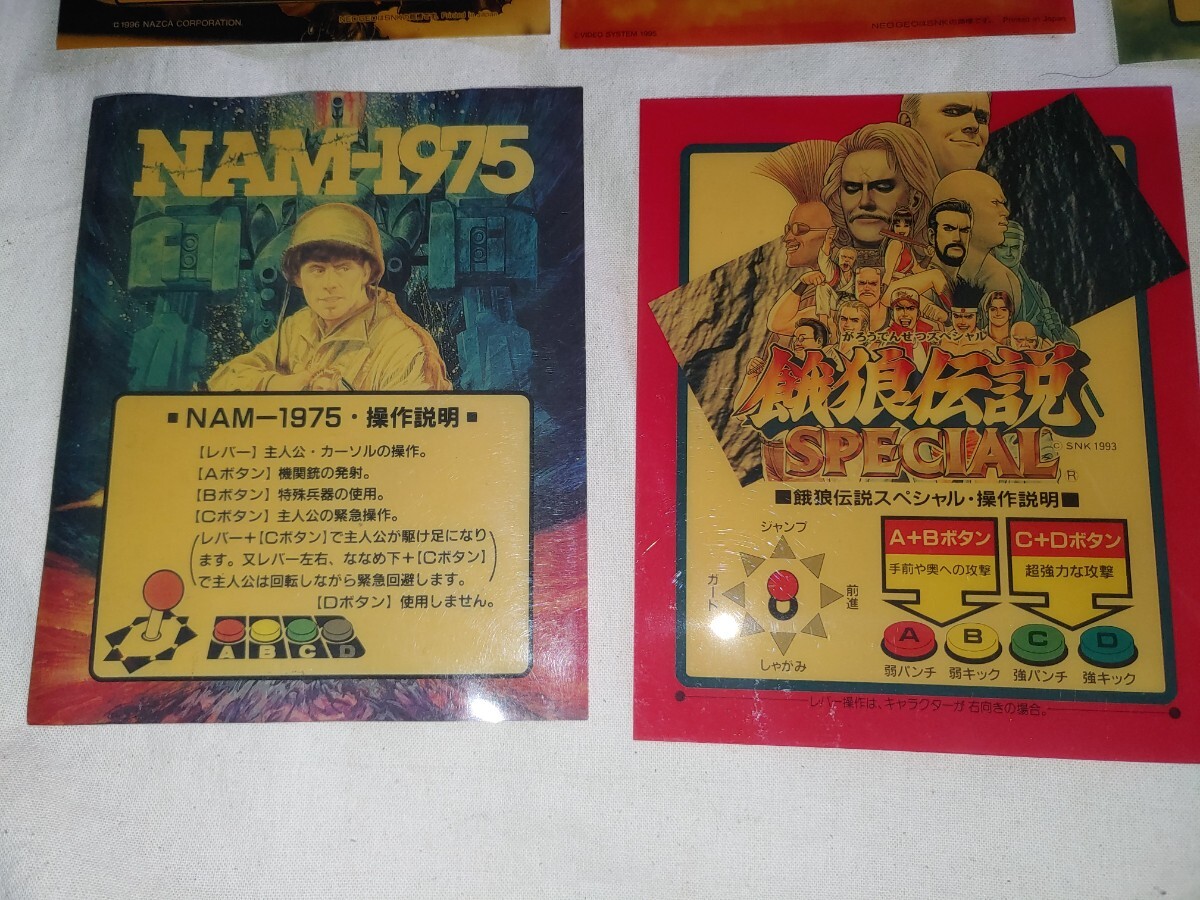 © 1996 NAZCA CORPORATION.
Printed in Japan
© VIDEO SYSTEM 1995
Printed in Japan
NAM-1975
■ NAM—1975・操作説明 ■
【レバー】主人公・カーソルの操作。
【Aボタン】機関銃の発射。
【Bボタン】特殊兵器の使用。
【Cボタン】主人公の緊急操作。
(レバー+【Cボタン】で主人公が駆け足になり
ます。又レバー左右、ななめ下+【Cボタン】
で主人公は回転しながら緊急回避します。)
【Dボタン】使用しません。
A B C D
がろうでんせつスペシャル
餓狼伝説
SPECIAL
© SNK 1993
R
■餓狼伝説スペシャル・操作説明■
ジャンプ
ガード
前進
しゃがみ
A+Bボタン
手前や奥への攻撃
C+Dボタン
超強力な攻撃
A B C D
弱パンチ 弱キック 強パンチ 強キック
レバー操作は、キャラクターが右向きの場合。